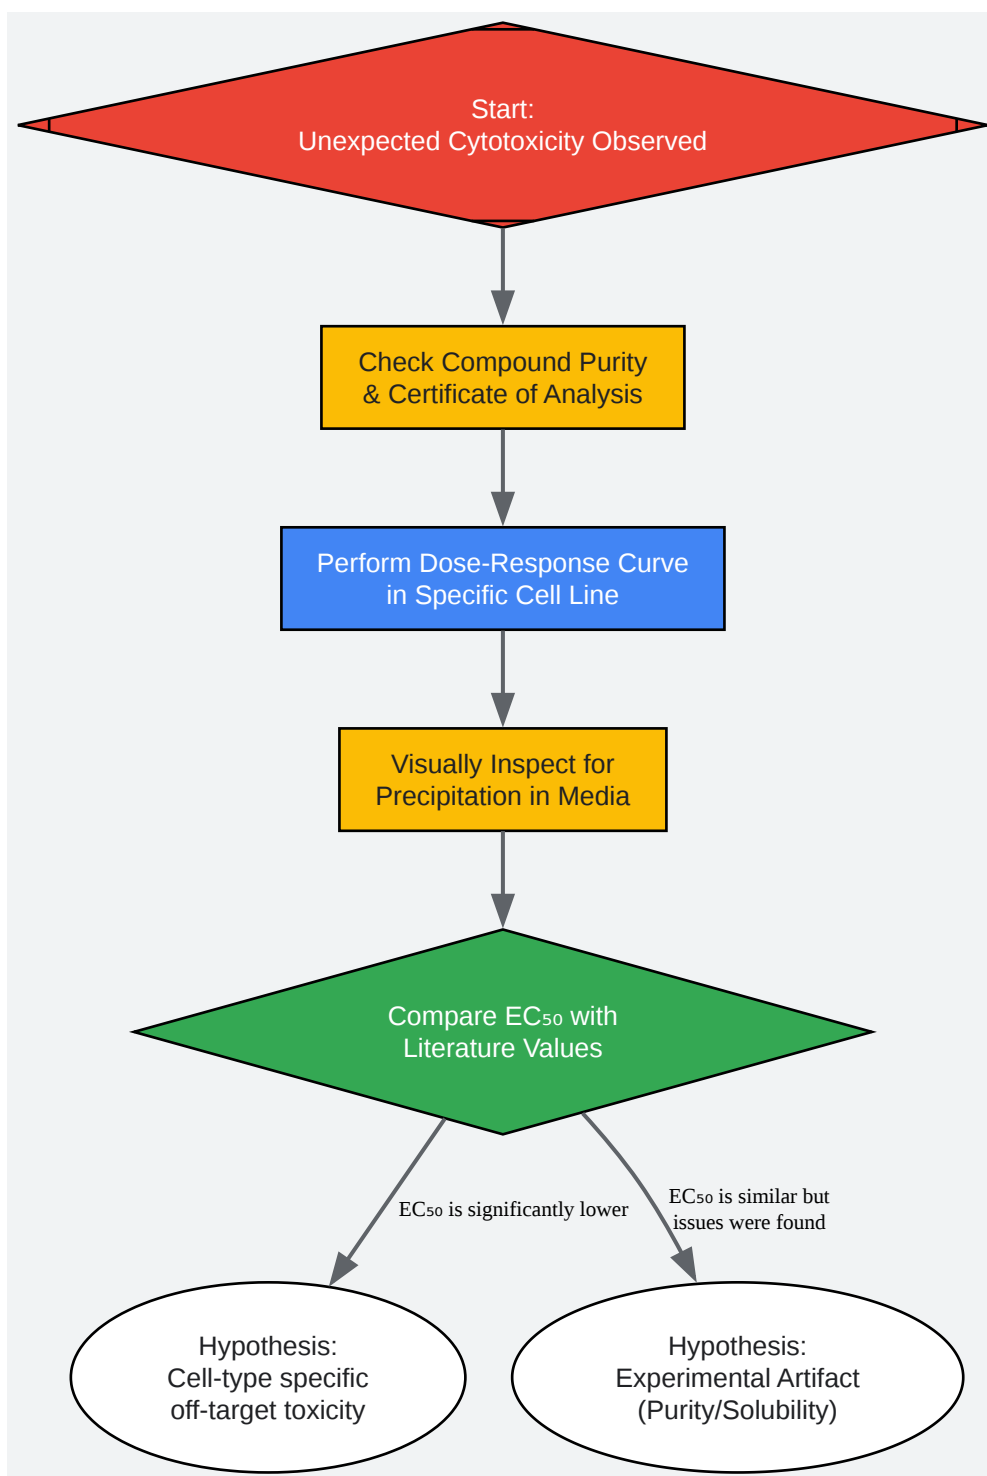 Start:
Unexpected Cytotoxicity Observed
Check Compound Purity
& Certificate of Analysis
Perform Dose-Response Curve
in Specific Cell Line
Visually Inspect for
Precipitation in Media
Compare EC₅₀ with
Literature Values
EC₅₀ is significantly lower
EC₅₀ is similar but
issues were found
Hypothesis:
Cell-type specific
off-target toxicity
Hypothesis:
Experimental Artifact
(Purity/Solubility)